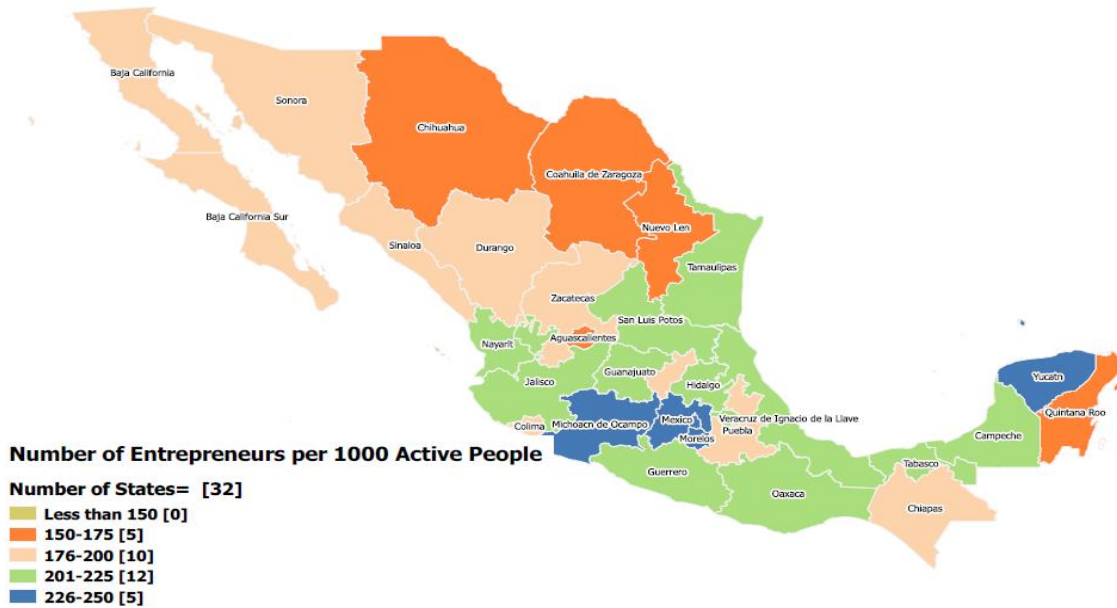 Baja California
Sonora
Chihuahua
Coahuila de Zaragoza
Baja California Sur
Nuevo Len
Sinaloa
Durango
Tamaulipas
Zacatecas
San Luis Potos
Nayarit
Aguascalientes
Yucatn
Guanajuato
Jalisco
Hidalgo
Quintana Roo
Colima
Michoacn de Ocampo
Mexico
Veracruz de Ignacio de la Llave
Puebla
Morelos
Campeche
Tabasco
Guerrero
Oaxaca
Chiapas
Number of Entrepreneurs per 1000 Active People
Number of States= [32]
Less than 150 [0]
150-175 [5]
176-200 [10]
201-225 [12]
226-250 [5]